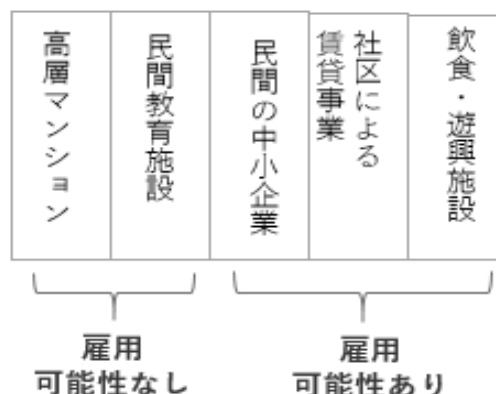 高層マンション
民間教育施設
民間の中小企業
社区による
賃貸事業
飲食・遊興施設
雇用
可能性なし
雇用
可能性あり